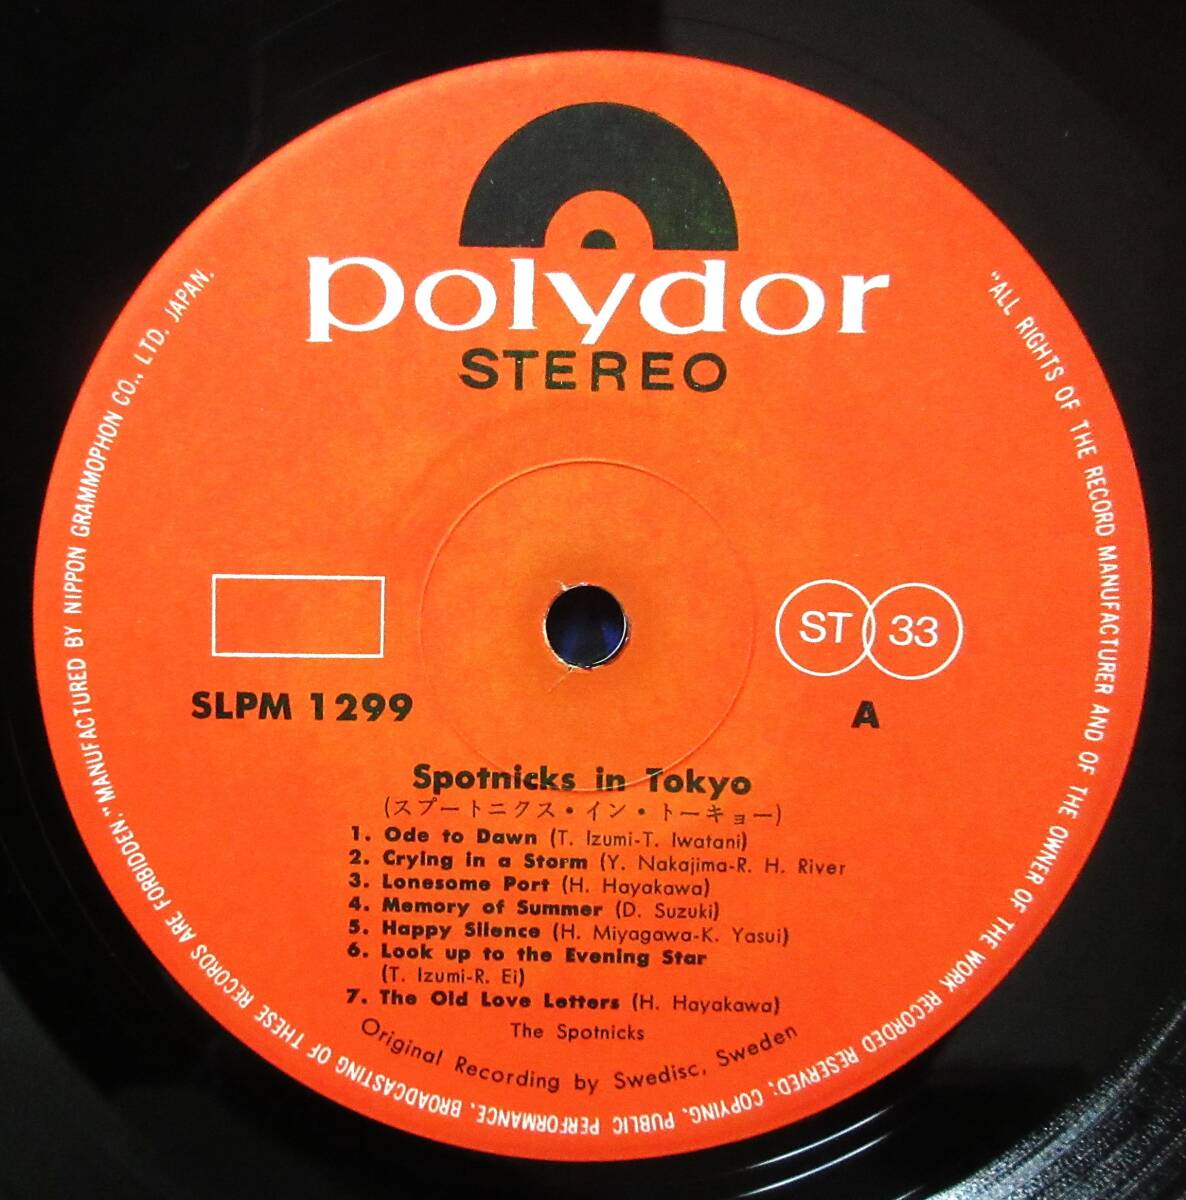 polydor
STEREO
ST 33
SLPM 1299
A
Spotnicks in Tokyo
(スプートニクス・イン・トーキョー)
1. Ode to Dawn (T. Izumi-T. Iwatani)
2. Crying in a Storm (Y. Nakajima-R. H. River
3. Lonesome Port (H. Hayakawa)
4. Memory of Summer (D. Suzuki)
5. Happy Silence (H. Miyagawa-K. Yasui)
6. Look up to the Evening Star
(T. Izumi-R. Ei)
7. The Old Love Letters (H. Hayakawa)
The Spotnicks
Original Recording by Swedisc, Sweden
"ALL RIGHTS OF THE RECORD MANUFACTURER AND OF THE OWNER OF THE WORK RECORDED RESERVED; COPYING, PUBLIC PERFORMANCE, BROADCASTING OF THESE RECORDS ARE FORBIDDEN." MANUFACTURED BY NIPPON GRAMMOPHON CO., LTD. JAPAN.